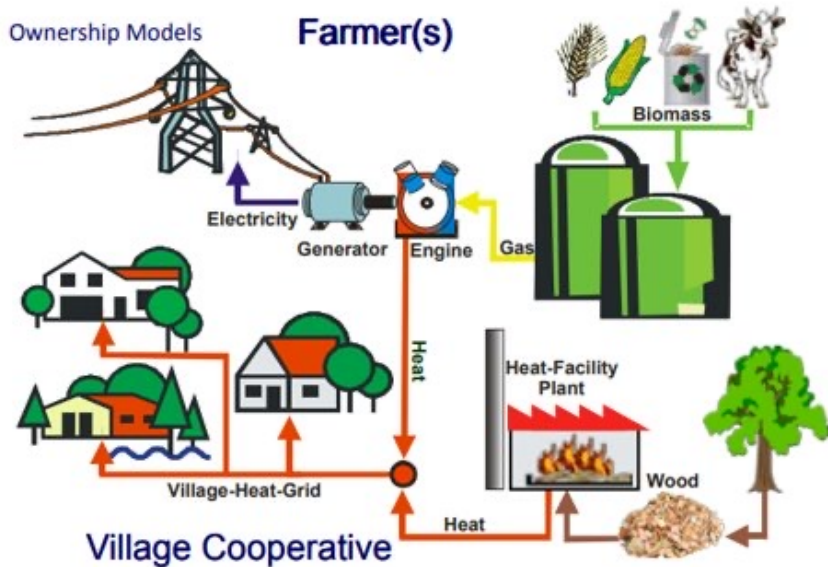 Ownership Models
Farmer(s)
Biomass
Electricity
Generator
Engine
Gas
Heat
Heat-Facility
Plant
Wood
Village-Heat-Grid
Heat
Village Cooperative